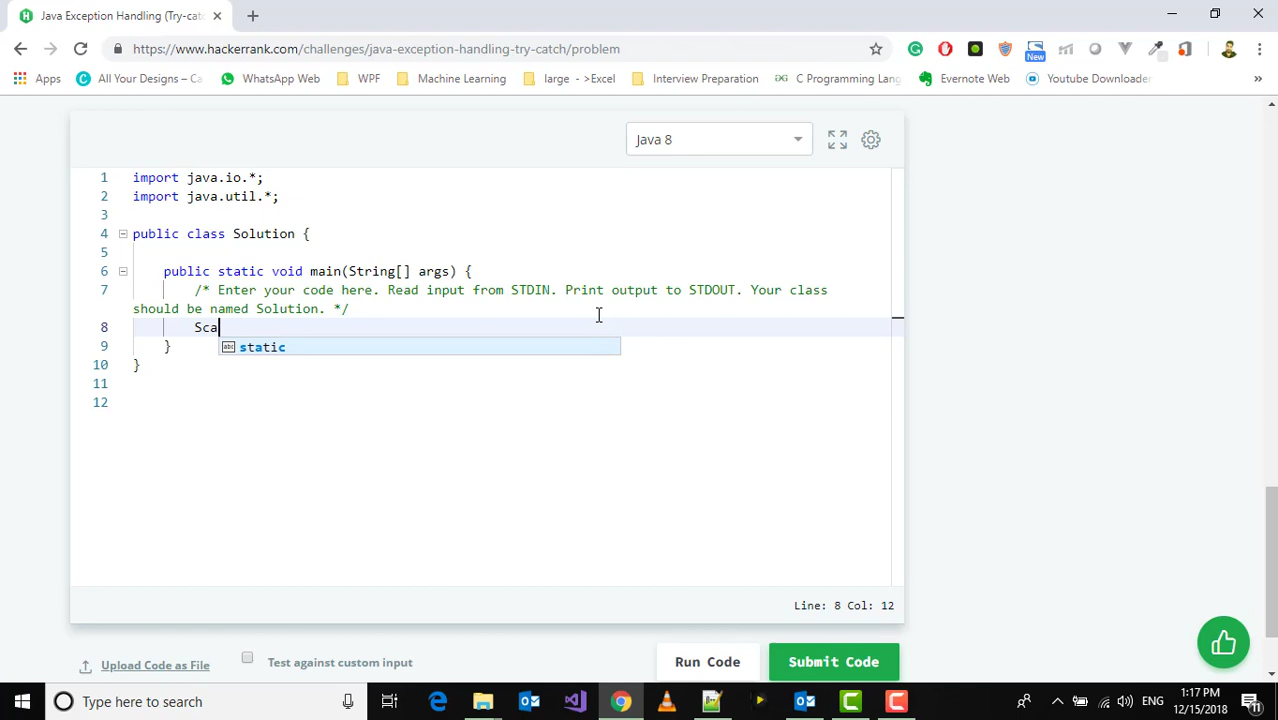 Java Exception Handling (Try-cat
https://www.hackerrank.com/challenges/java-exception-handling-try-catch/problem
New
Apps
All Your Designs – Ca
WhatsApp Web
WPF
Machine Learning
large ->Excel
Interview Preparation
C Programming Lang
Evernote Web
Youtube Downloader
»
Java 8
1 import java.io.*;
2 import java.util.*;
3
4 public class Solution {
5
6 public static void main(String[] args) {
7 /* Enter your code here. Read input from STDIN. Print output to STDOUT. Your class
should be named Solution. */
8 Sca
abc static
9 }
10 }
11
12
Line: 8 Col: 12
Upload Code as File
Test against custom input
Run Code
Submit Code
Type here to search
ENG
1:17 PM
12/15/2018
11